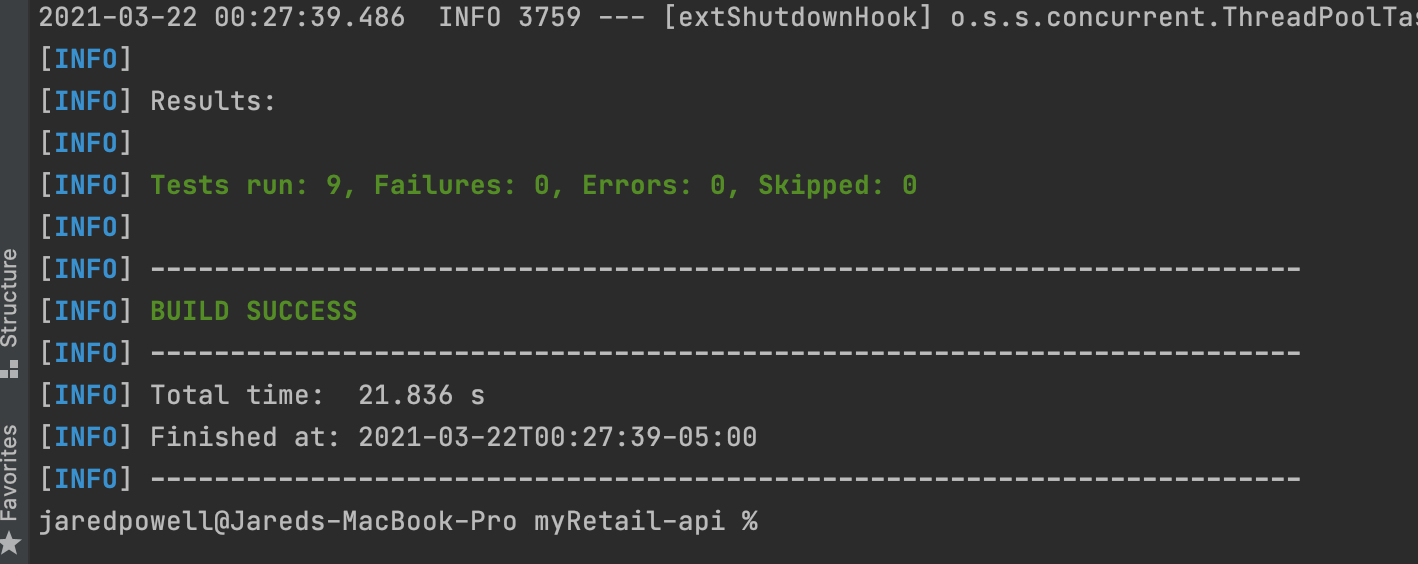 2021-03-22 00:27:39.486  INFO 3759 --- [extShutdownHook] o.s.s.concurrent.ThreadPoolTas
[INFO]
[INFO] Results:
[INFO]
[INFO] Tests run: 9, Failures: 0, Errors: 0, Skipped: 0
[INFO]
[INFO] ------------------------------------------------------------------------
[INFO] BUILD SUCCESS
[INFO] ------------------------------------------------------------------------
[INFO] Total time:  21.836 s
[INFO] Finished at: 2021-03-22T00:27:39-05:00
[INFO] ------------------------------------------------------------------------
jaredpowell@Jareds-MacBook-Pro myRetail-api %
Structure
Favorites